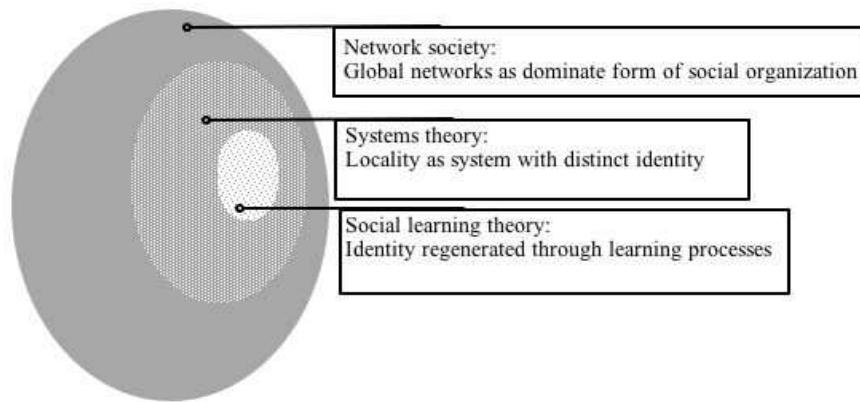 Network society:
Global networks as dominate form of social organization
Systems theory:
Locality as system with distinct identity
Social learning theory:
Identity regenerated through learning processes